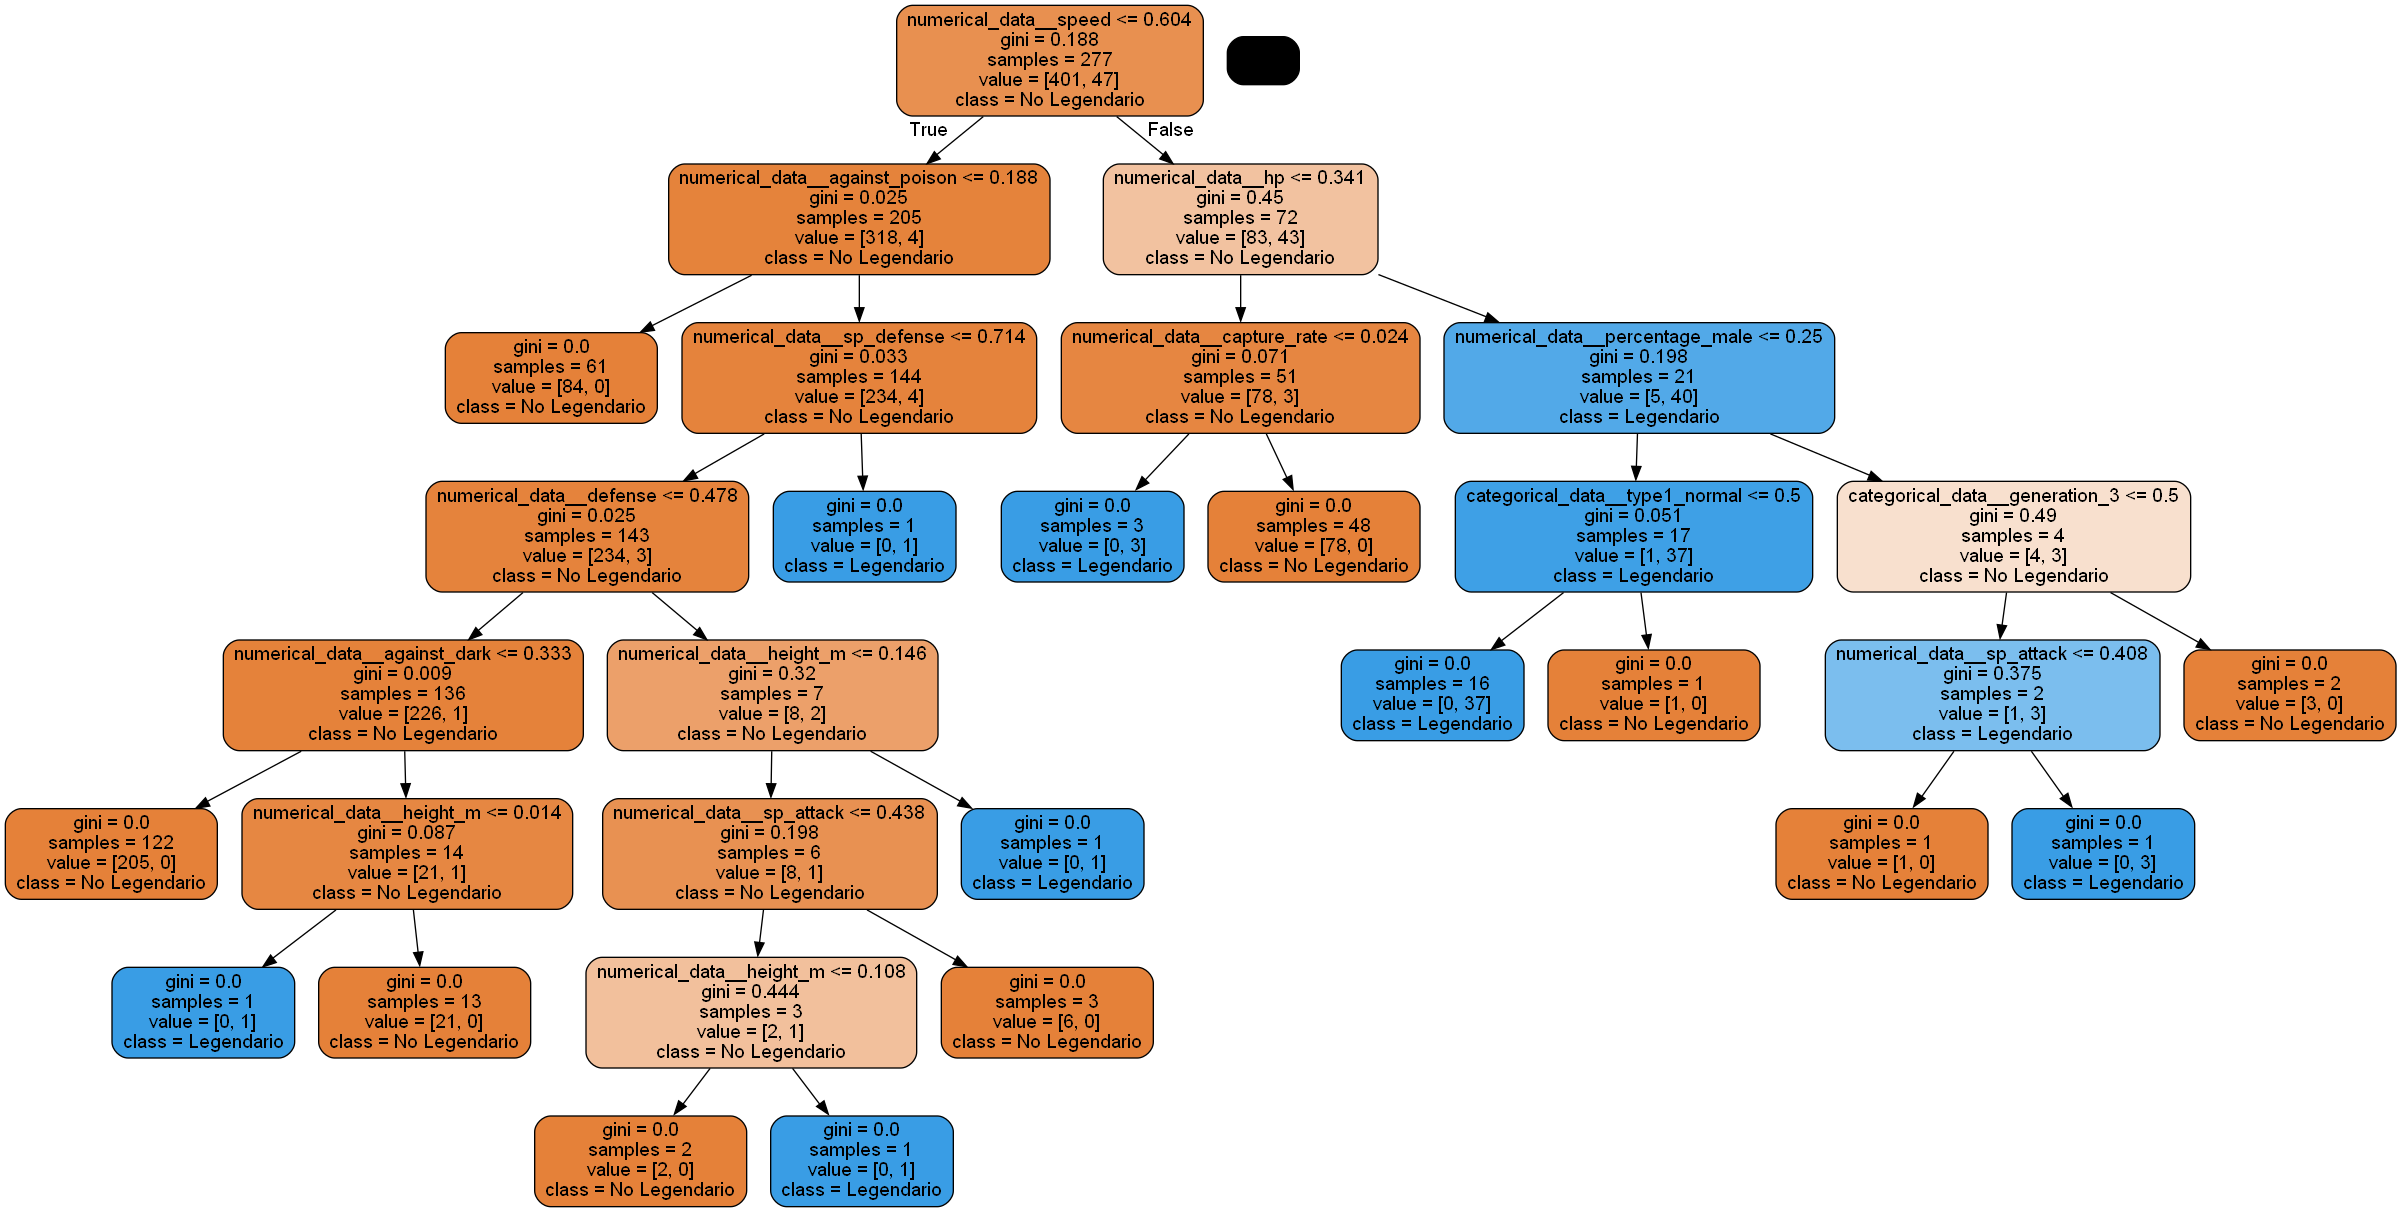 numerical_data__speed <= 0.604
gini = 0.188
samples = 277
value = [401, 47]
class = No Legendario
True
False
numerical_data__against_poison <= 0.188
gini = 0.025
samples = 205
value = [318, 4]
class = No Legendario
numerical_data__hp <= 0.341
gini = 0.45
samples = 72
value = [83, 43]
class = No Legendario
gini = 0.0
samples = 61
value = [84, 0]
class = No Legendario
numerical_data__sp_defense <= 0.714
gini = 0.033
samples = 144
value = [234, 4]
class = No Legendario
numerical_data__capture_rate <= 0.024
gini = 0.071
samples = 51
value = [78, 3]
class = No Legendario
numerical_data__percentage_male <= 0.25
gini = 0.198
samples = 21
value = [5, 40]
class = Legendario
numerical_data__defense <= 0.478
gini = 0.025
samples = 143
value = [234, 3]
class = No Legendario
gini = 0.0
samples = 1
value = [0, 1]
class = Legendario
gini = 0.0
samples = 3
value = [0, 3]
class = Legendario
gini = 0.0
samples = 48
value = [78, 0]
class = No Legendario
categorical_data__type1_normal <= 0.5
gini = 0.051
samples = 17
value = [1, 37]
class = Legendario
categorical_data__generation_3 <= 0.5
gini = 0.49
samples = 4
value = [4, 3]
class = No Legendario
numerical_data__against_dark <= 0.333
gini = 0.009
samples = 136
value = [226, 1]
class = No Legendario
numerical_data__height_m <= 0.146
gini = 0.32
samples = 7
value = [8, 2]
class = No Legendario
gini = 0.0
samples = 16
value = [0, 37]
class = Legendario
gini = 0.0
samples = 1
value = [1, 0]
class = No Legendario
numerical_data__sp_attack <= 0.408
gini = 0.375
samples = 2
value = [1, 3]
class = Legendario
gini = 0.0
samples = 2
value = [3, 0]
class = No Legendario
gini = 0.0
samples = 122
value = [205, 0]
class = No Legendario
numerical_data__height_m <= 0.014
gini = 0.087
samples = 14
value = [21, 1]
class = No Legendario
numerical_data__sp_attack <= 0.438
gini = 0.198
samples = 6
value = [8, 1]
class = No Legendario
gini = 0.0
samples = 1
value = [0, 1]
class = Legendario
gini = 0.0
samples = 1
value = [1, 0]
class = No Legendario
gini = 0.0
samples = 1
value = [0, 3]
class = Legendario
gini = 0.0
samples = 1
value = [0, 1]
class = Legendario
gini = 0.0
samples = 13
value = [21, 0]
class = No Legendario
numerical_data__height_m <= 0.108
gini = 0.444
samples = 3
value = [2, 1]
class = No Legendario
gini = 0.0
samples = 3
value = [6, 0]
class = No Legendario
gini = 0.0
samples = 2
value = [2, 0]
class = No Legendario
gini = 0.0
samples = 1
value = [0, 1]
class = Legendario